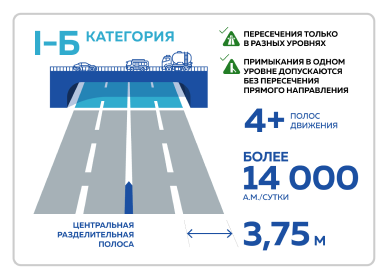 I-Б КАТЕГОРИЯ
ПЕРЕСЕЧЕНИЯ ТОЛЬКО
В РАЗНЫХ УРОВНЯХ
ПРИМЫКАНИЯ В ОДНОМ
УРОВНЕ ДОПУСКАЮТСЯ
БЕЗ ПЕРЕСЕЧЕНИЯ
ПРЯМОГО НАПРАВЛЕНИЯ
4+ ПОЛОС
ДВИЖЕНИЯ
БОЛЕЕ
14 000
А.М./СУТКИ
ЦЕНТРАЛЬНАЯ
РАЗДЕЛИТЕЛЬНАЯ
ПОЛОСА
3,75 М